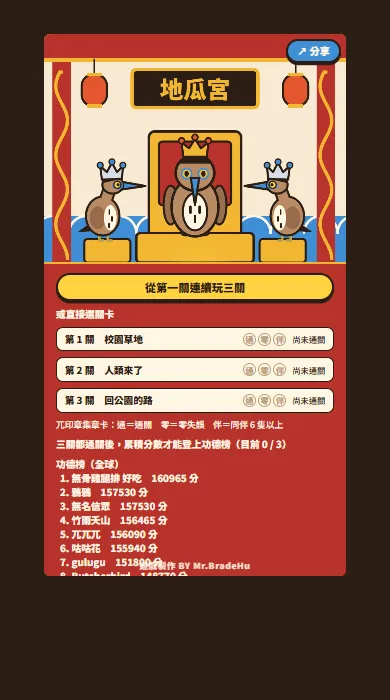 ↗ 分享
地瓜宮
從第一關連續玩三關
或直接選關卡
第 1 關 校園草地 通 零 伴 尚未通關
第 2 關 人類來了 通 零 伴 尚未通關
第 3 關 回公園的路 通 零 伴 尚未通關
兀印章集章卡：通＝通關 零＝零失誤 伴＝同伴 6 隻以上
三關都通關後，累積分數才能登上功德榜（目前 0 / 3）
功德榜（全球）
1. 無骨雞腿排 好吃 160965 分
2. 鵝鵝 157530 分
3. 無名信眾 157530 分
4. 竹爾夭山 156465 分
5. 兀兀兀 156090 分
6. 咕咕花 155940 分
7. gulugu 151800 分
遊戲製作 BY Mr.BradeHu
8. Butcherbird 148770 分